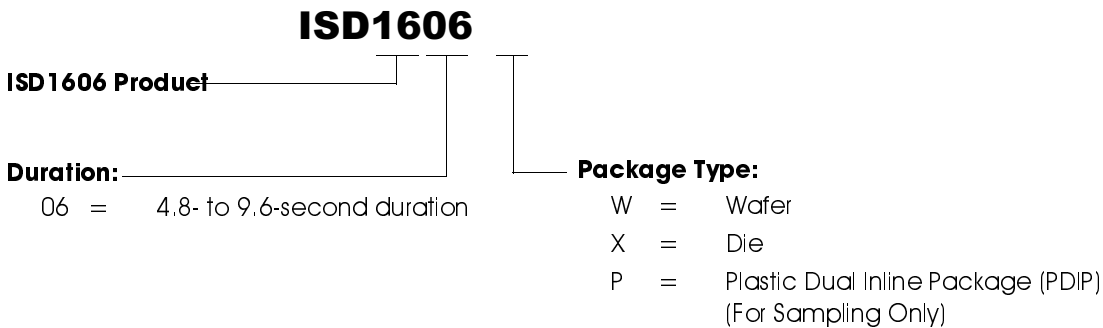 ISD1606
ISD1606 Product
Duration:
06 = 4.8- to 9.6-second duration
Package Type:
W = Wafer
X = Die
P = Plastic Dual Inline Package (PDIP)
(For Sampling Only)